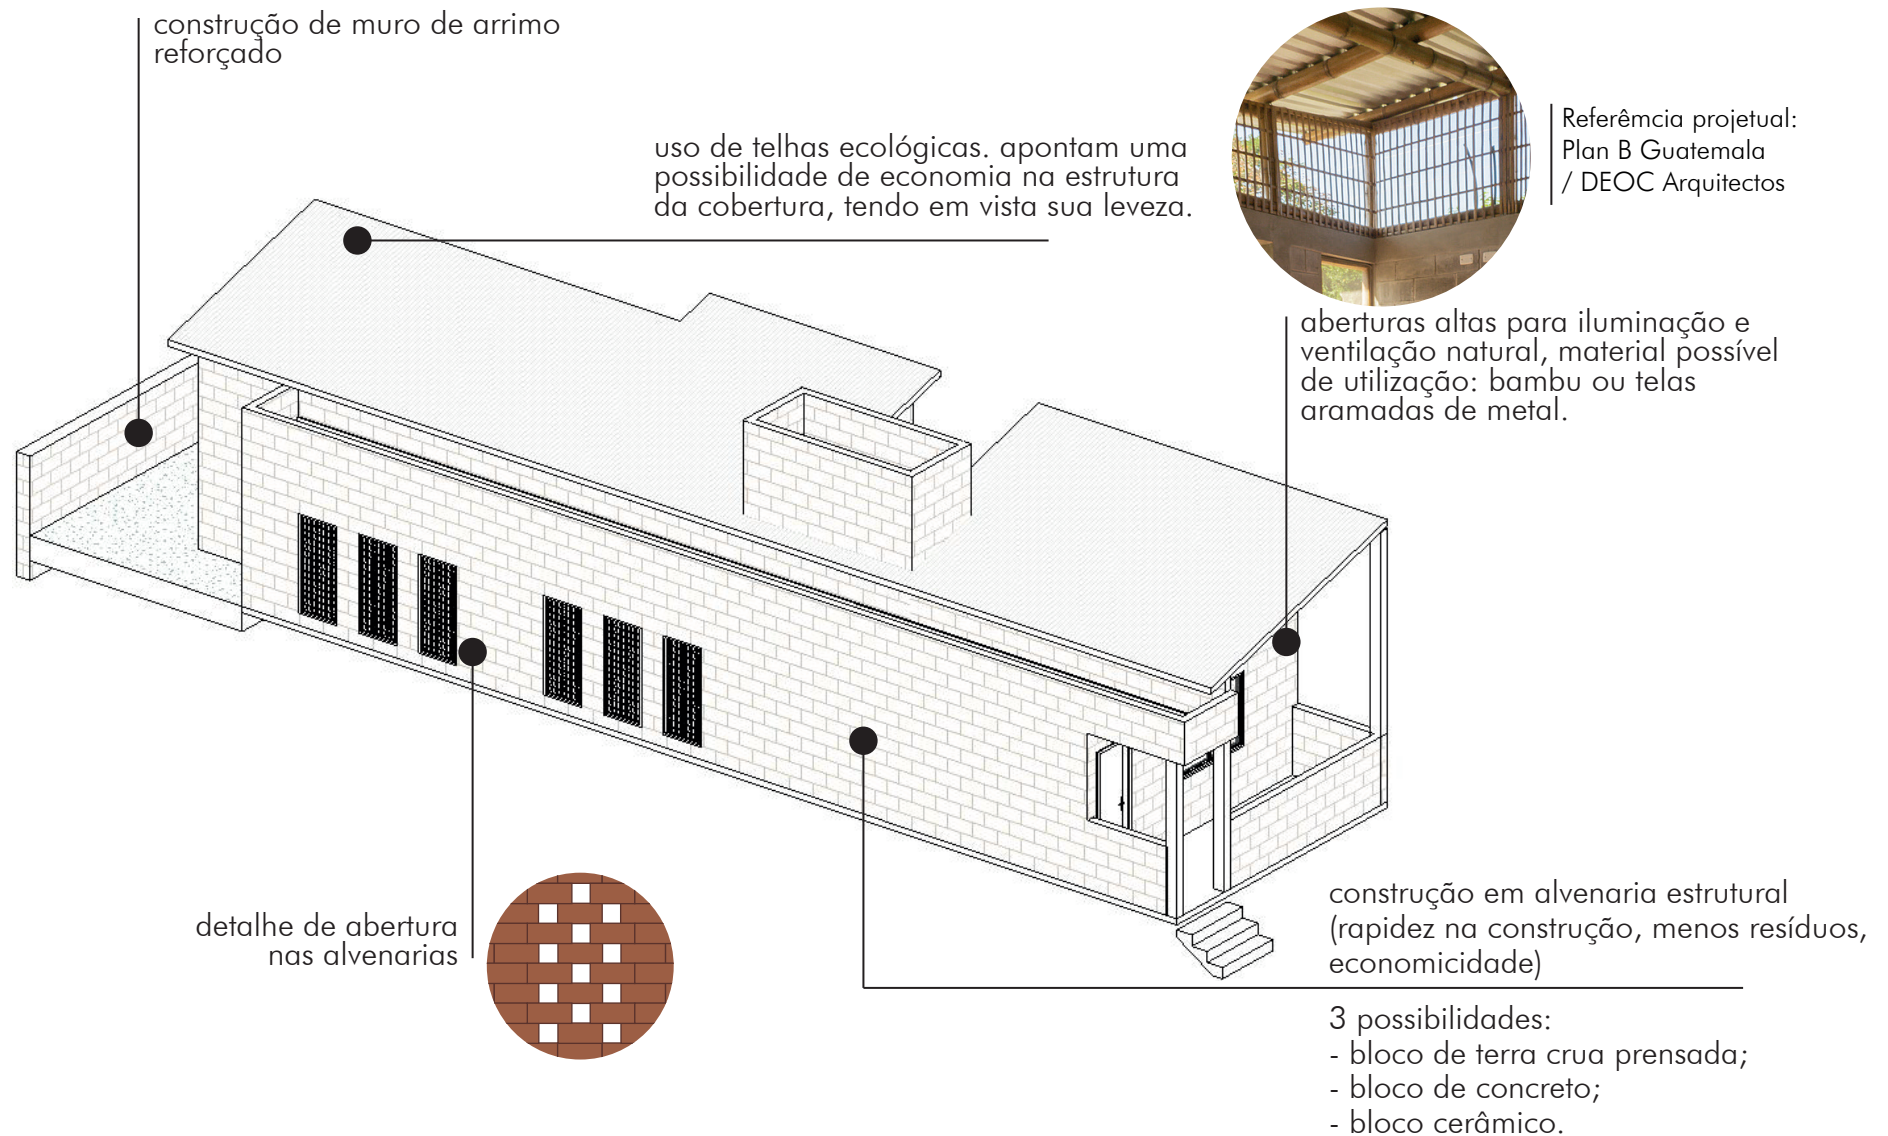 construção de muro de arrimo
reforçado
uso de telhas ecológicas. apontam uma
possibilidade de economia na estrutura
da cobertura, tendo em vista sua leveza.
Referêmcia projetual:
Plan B Guatemala
/ DEOC Arquitectos
aberturas altas para iluminação e
ventilação natural, material possível
de utilização: bambu ou telas
aramadas de metal.
detalhe de abertura
nas alvenarias
construção em alvenaria estrutural
(rapidez na construção, menos resíduos,
economicidade)
3 possibilidades:
- bloco de terra crua prensada;
- bloco de concreto;
- bloco cerâmico.